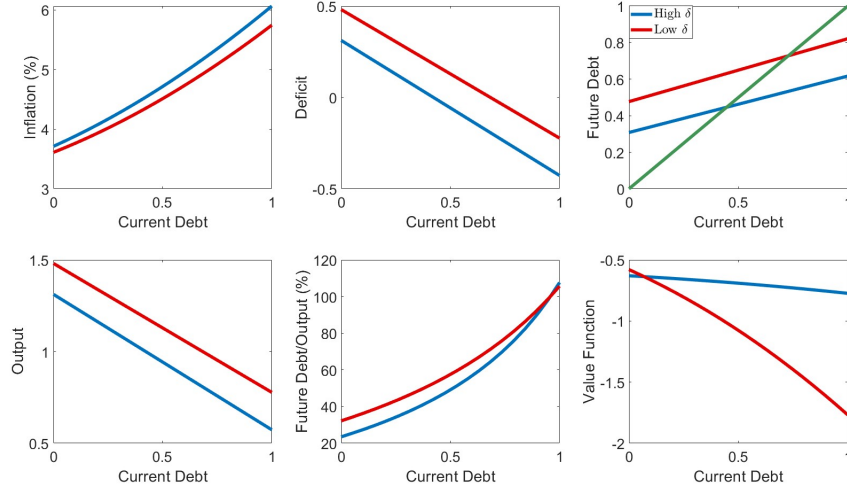 6
5
4
3
Inflation (%)
0 0.5 1
Current Debt
0
-0.5
Deficit
0 0.5 1
Current Debt
High δ
Low δ
1
0.8
0.6
0.4
0.2
0
Future Debt
0 0.5 1
Current Debt
1.5
1
0.5
Output
0 0.5 1
Current Debt
120
100
80
60
40
20
Future Debt/Output (%)
0 0.5 1
Current Debt
-0.5
-1
-1.5
-2
Value Function
0 0.5 1
Current Debt